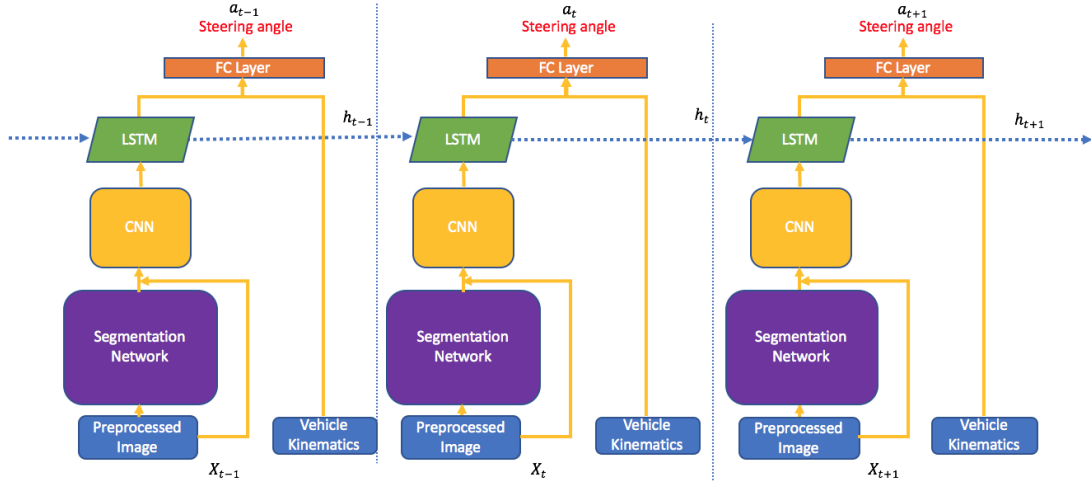 a_{t-1}
Steering angle
FC Layer
LSTM
h_{t-1}
CNN
Segmentation
Network
Preprocessed
Image
Vehicle
Kinematics
X_{t-1}
a_t
Steering angle
FC Layer
LSTM
h_t
CNN
Segmentation
Network
Preprocessed
Image
Vehicle
Kinematics
X_t
a_{t+1}
Steering angle
FC Layer
LSTM
h_{t+1}
CNN
Segmentation
Network
Preprocessed
Image
Vehicle
Kinematics
X_{t+1}